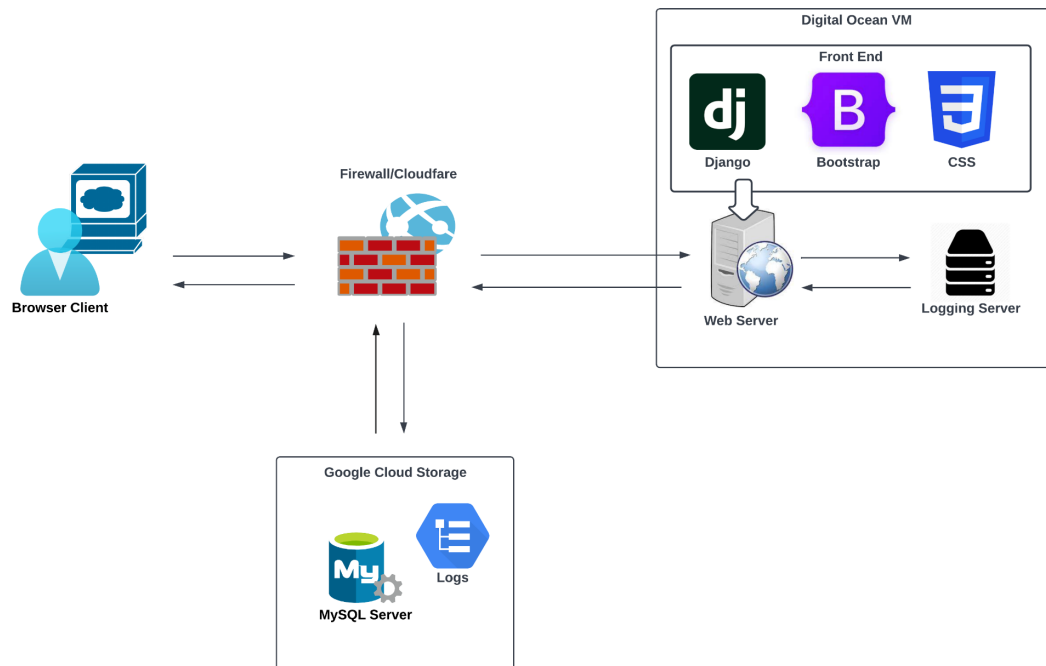 Digital Ocean VM
Front End
dj
B
Django
Bootstrap
CSS
Firewall/Cloudfare
Browser Client
Web Server
Logging Server
Google Cloud Storage
My
Logs
MySQL Server